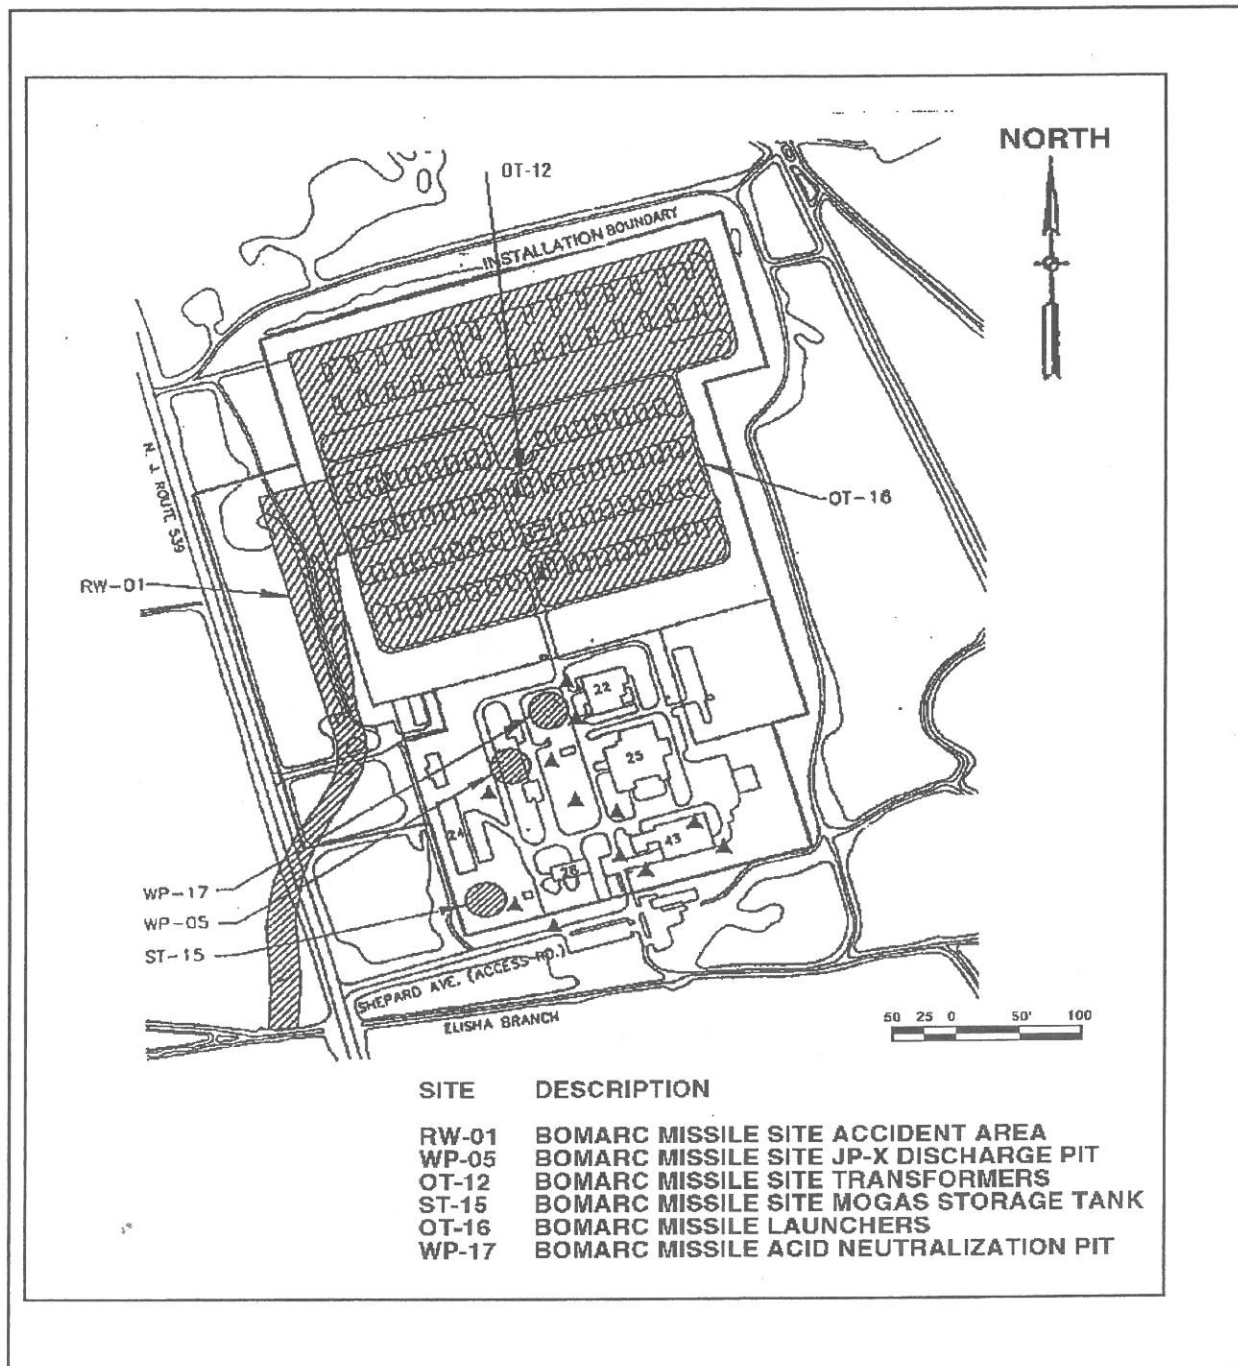 NORTH
OT-12
INSTALLATION BOUNDARY
N. J. ROUTE 539
OT-16
RW-01
22
25
24
43
26
WP-17
WP-05
ST-15
SHEPARD AVE. (ACCESS RD.)
ELISHA BRANCH
50 25 0 50' 100
SITE DESCRIPTION
RW-01 BOMARC MISSILE SITE ACCIDENT AREA
WP-05 BOMARC MISSILE SITE JP-X DISCHARGE PIT
OT-12 BOMARC MISSILE SITE TRANSFORMERS
ST-15 BOMARC MISSILE SITE MOGAS STORAGE TANK
OT-16 BOMARC MISSILE LAUNCHERS
WP-17 BOMARC MISSILE ACID NEUTRALIZATION PIT